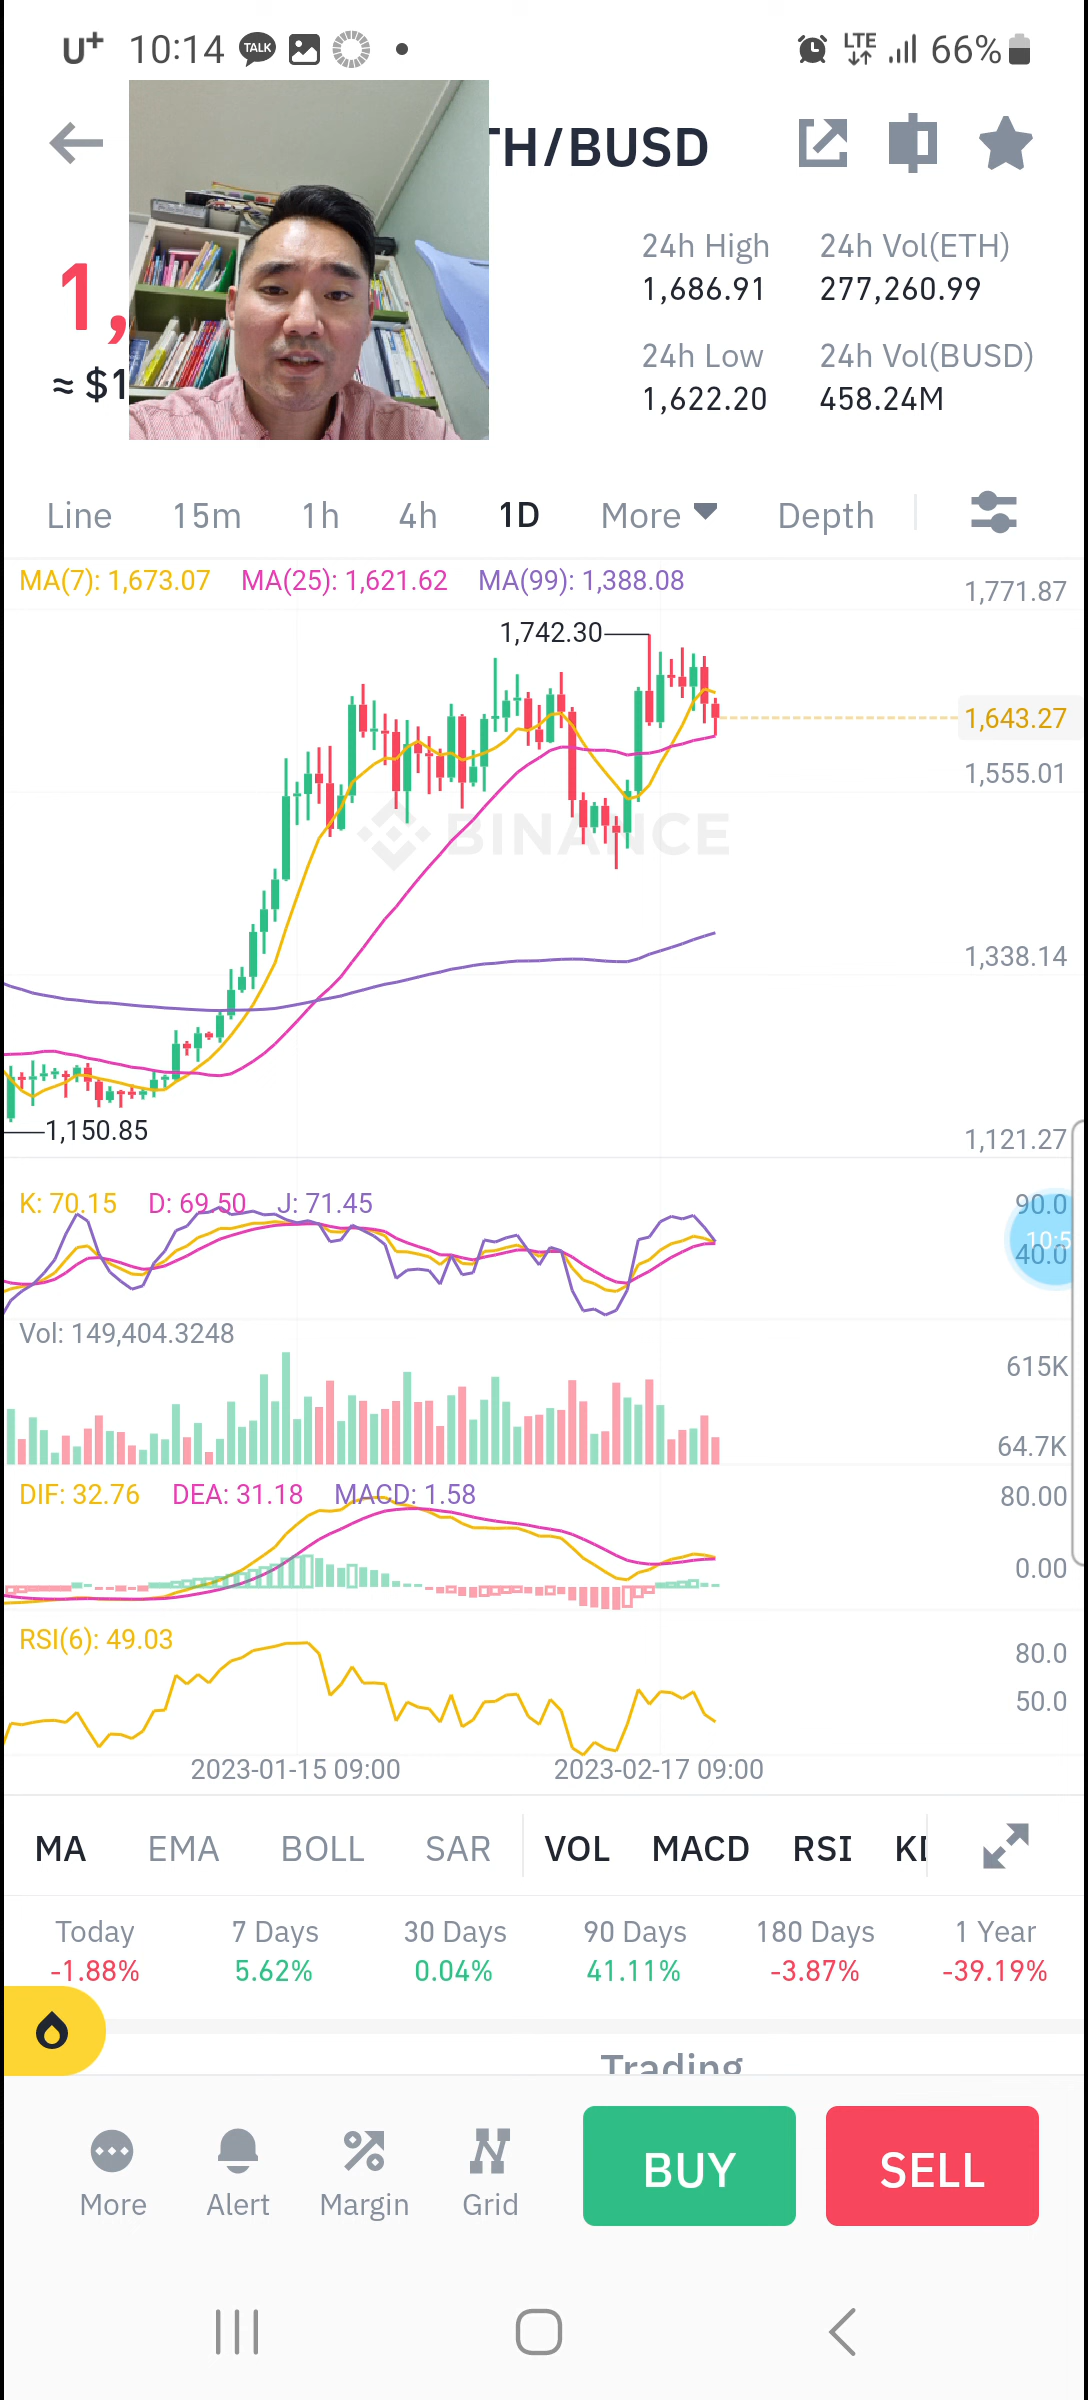 U+ 10:14 TALK LTE 66%
TH/BUSD
24h High 24h Vol(ETH)
1,686.91 277,260.99
1,
24h Low 24h Vol(BUSD)
≈ $1 1,622.20 458.24M
Line 15m 1h 4h 1D More Depth
MA(7): 1,673.07 MA(25): 1,621.62 MA(99): 1,388.08
1,771.87
1,742.30
1,643.27
1,555.01
BINANCE
1,338.14
1,150.85
1,121.27
K: 70.15 D: 69.50 J: 71.45
90.0
10:5
40.0
Vol: 149,404.3248
615K
64.7K
DIF: 32.76 DEA: 31.18 MACD: 1.58
80.00
0.00
RSI(6): 49.03
80.0
50.0
2023-01-15 09:00 2023-02-17 09:00
MA EMA BOLL SAR VOL MACD RSI
Today 7 Days 30 Days 90 Days 180 Days 1 Year
-1.88% 5.62% 0.04% 41.11% -3.87% -39.19%
Trading
More Alert Margin Grid BUY SELL